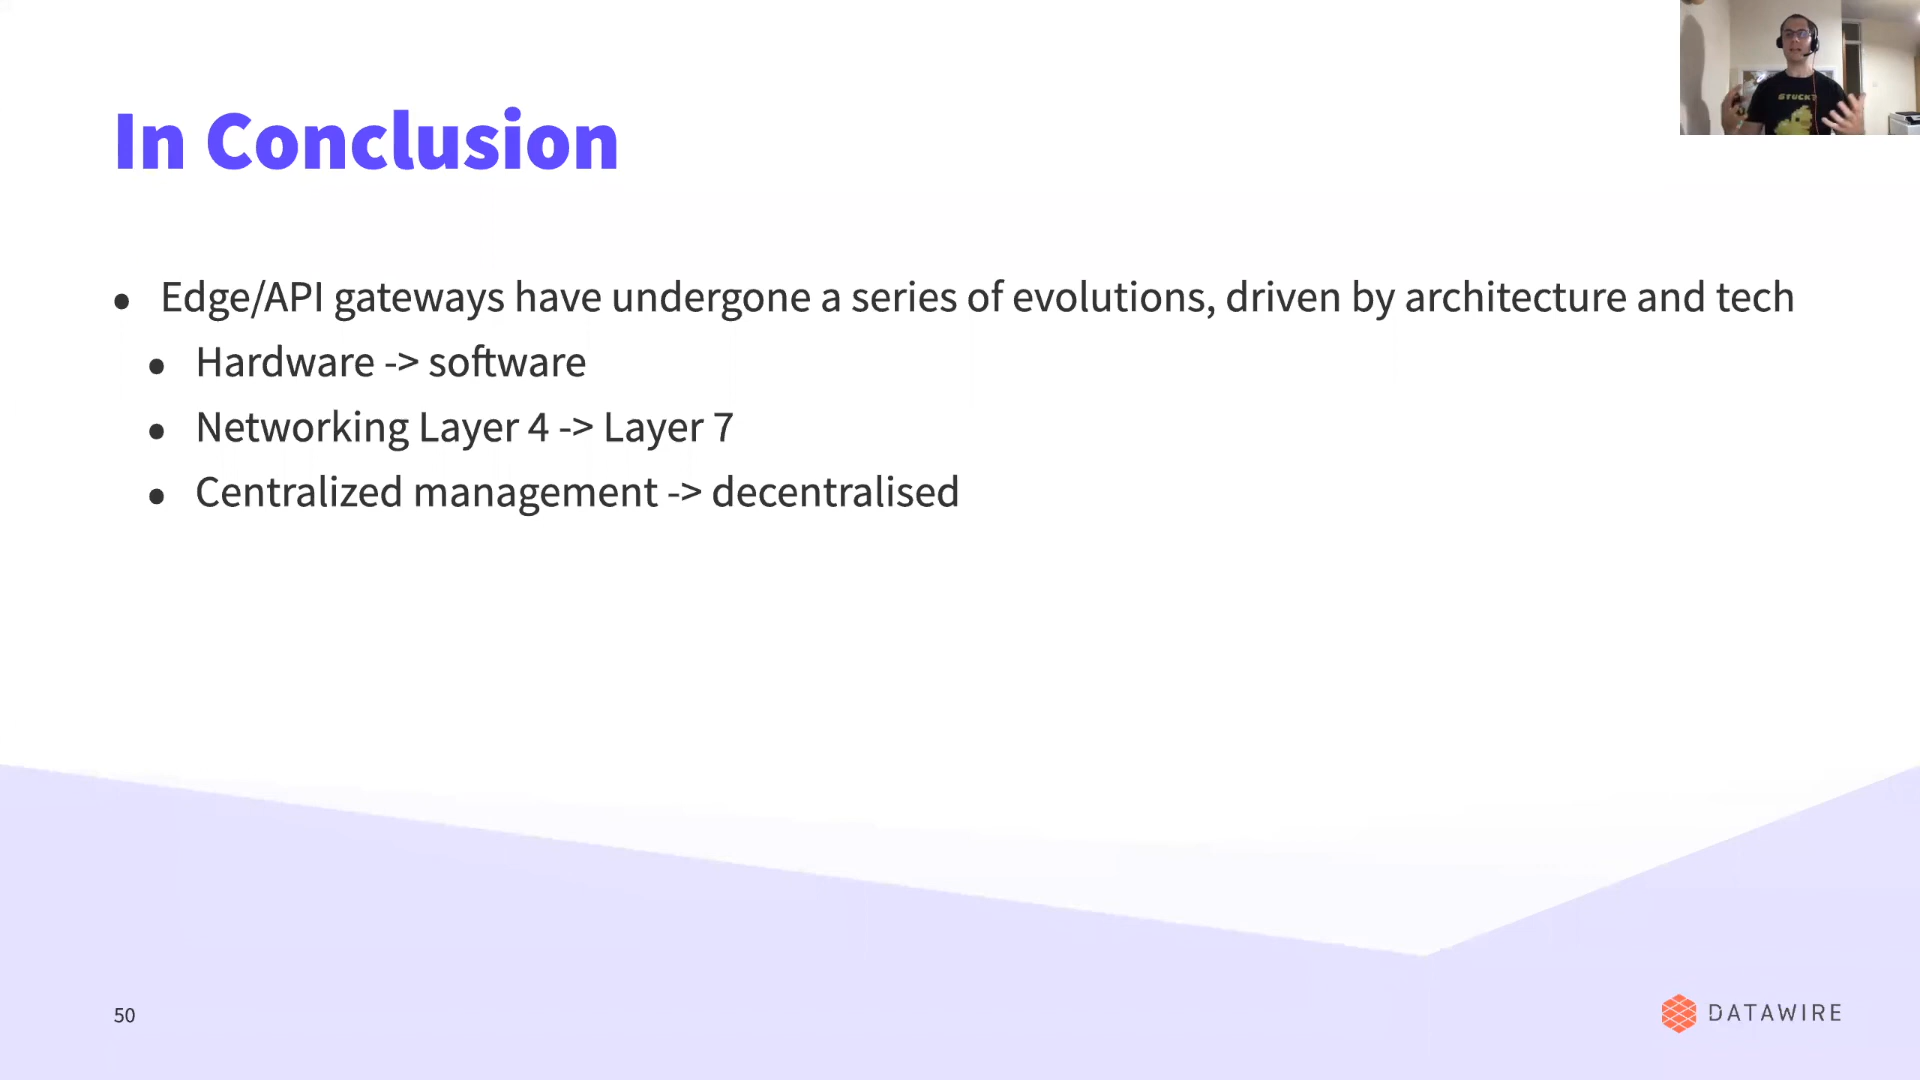 STUCK?
In Conclusion
• Edge/API gateways have undergone a series of evolutions, driven by architecture and tech
• Hardware -> software
• Networking Layer 4 -> Layer 7
• Centralized management -> decentralised
50
DATAWIRE